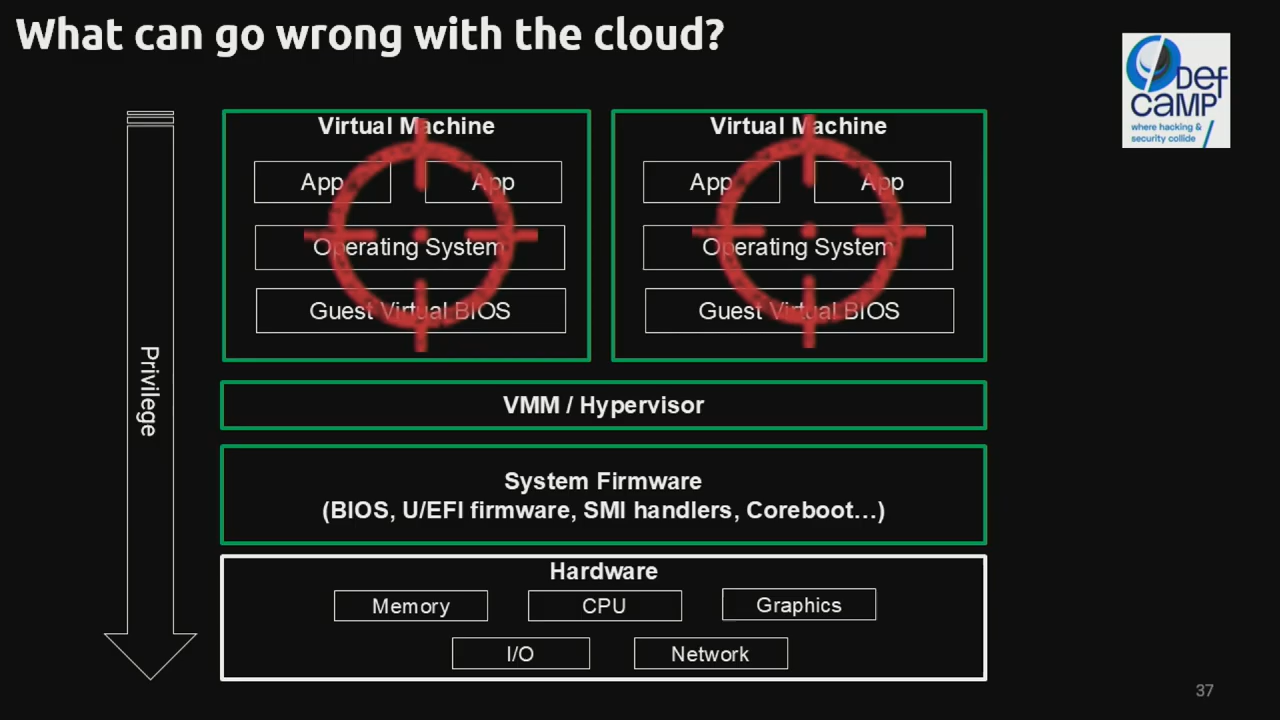 What can go wrong with the cloud?
Def
CAMP
where hacking &
security collide
Privilege
Virtual Machine
App
App
Operating System
Guest Virtual BIOS
Virtual Machine
App
App
Operating System
Guest Virtual BIOS
VMM / Hypervisor
System Firmware
(BIOS, U/EFI firmware, SMI handlers, Coreboot…)
Hardware
Memory
CPU
Graphics
I/O
Network
37